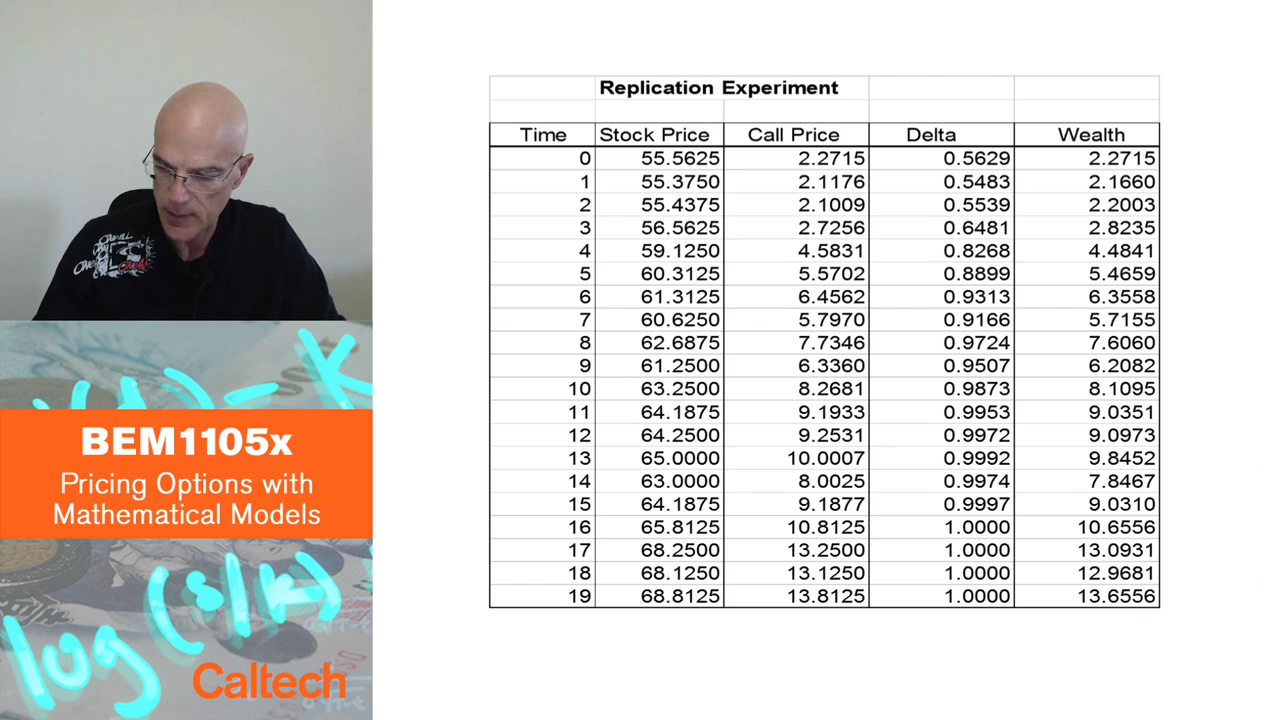 Replication Experiment
Time Stock Price Call Price Delta Wealth
0 55.5625 2.2715 0.5629 2.2715
1 55.3750 2.1176 0.5483 2.1660
2 55.4375 2.1009 0.5539 2.2003
3 56.5625 2.7256 0.6481 2.8235
4 59.1250 4.5831 0.8268 4.4841
5 60.3125 5.5702 0.8899 5.4659
6 61.3125 6.4562 0.9313 6.3558
7 60.6250 5.7970 0.9166 5.7155
8 62.6875 7.7346 0.9724 7.6060
9 61.2500 6.3360 0.9507 6.2082
10 63.2500 8.2681 0.9873 8.1095
11 64.1875 9.1933 0.9953 9.0351
12 64.2500 9.2531 0.9972 9.0973
13 65.0000 10.0007 0.9992 9.8452
14 63.0000 8.0025 0.9974 7.8467
15 64.1875 9.1877 0.9997 9.0310
16 65.8125 10.8125 1.0000 10.6556
17 68.2500 13.2500 1.0000 13.0931
18 68.1250 13.1250 1.0000 12.9681
19 68.8125 13.8125 1.0000 13.6556
BEM1105x
Pricing Options with
Mathematical Models
log (s/k)
Caltech